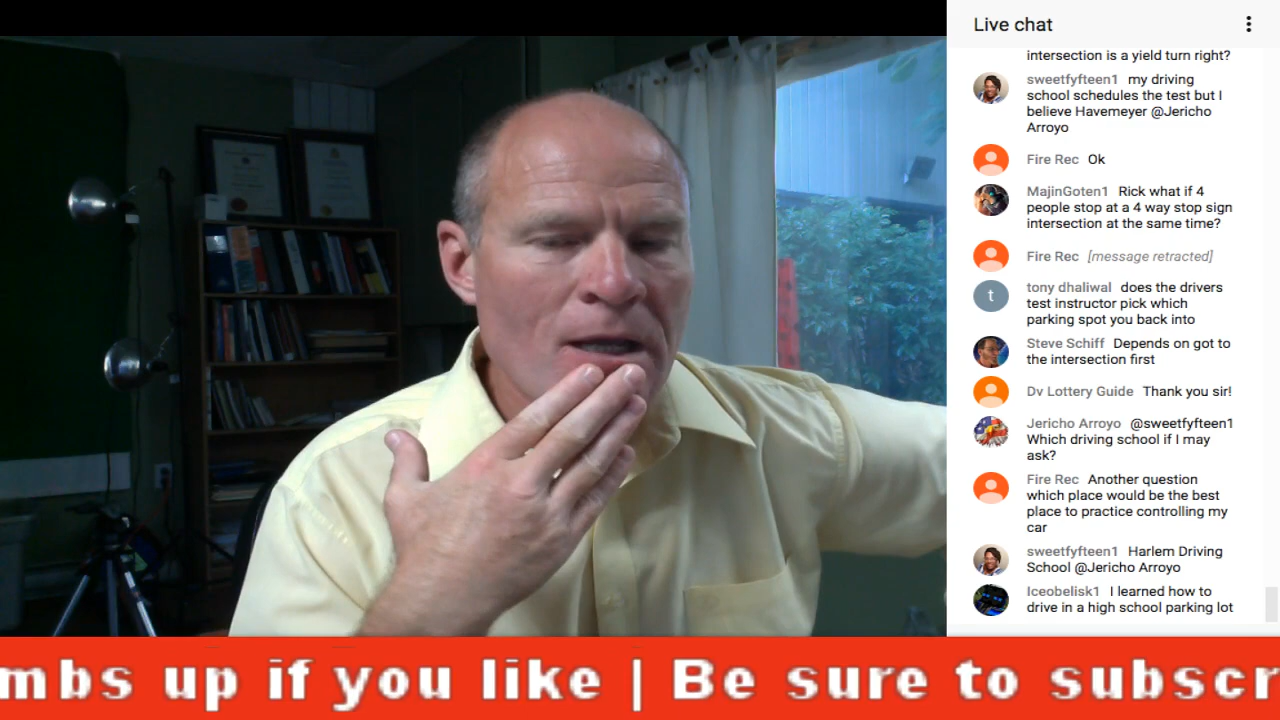 Live chat
intersection is a yield turn right?
sweetfyfteen1 my driving
school schedules the test but I
believe Havemeyer @Jericho
Arroyo
Fire Rec Ok
MajinGoten1 Rick what if 4
people stop at a 4 way stop sign
intersection at the same time?
Fire Rec [message retracted]
t
tony dhaliwal does the drivers
test instructor pick which
parking spot you back into
Steve Schiff Depends on got to
the intersection first
Dv Lottery Guide Thank you sir!
Jericho Arroyo @sweetfyfteen1
Which driving school if I may
ask?
Fire Rec Another question
which place would be the best
place to practice controlling my
car
sweetfyfteen1 Harlem Driving
School @Jericho Arroyo
Iceobelisk1 I learned how to
drive in a high school parking lot
mbs up if you like | Be sure to subscr